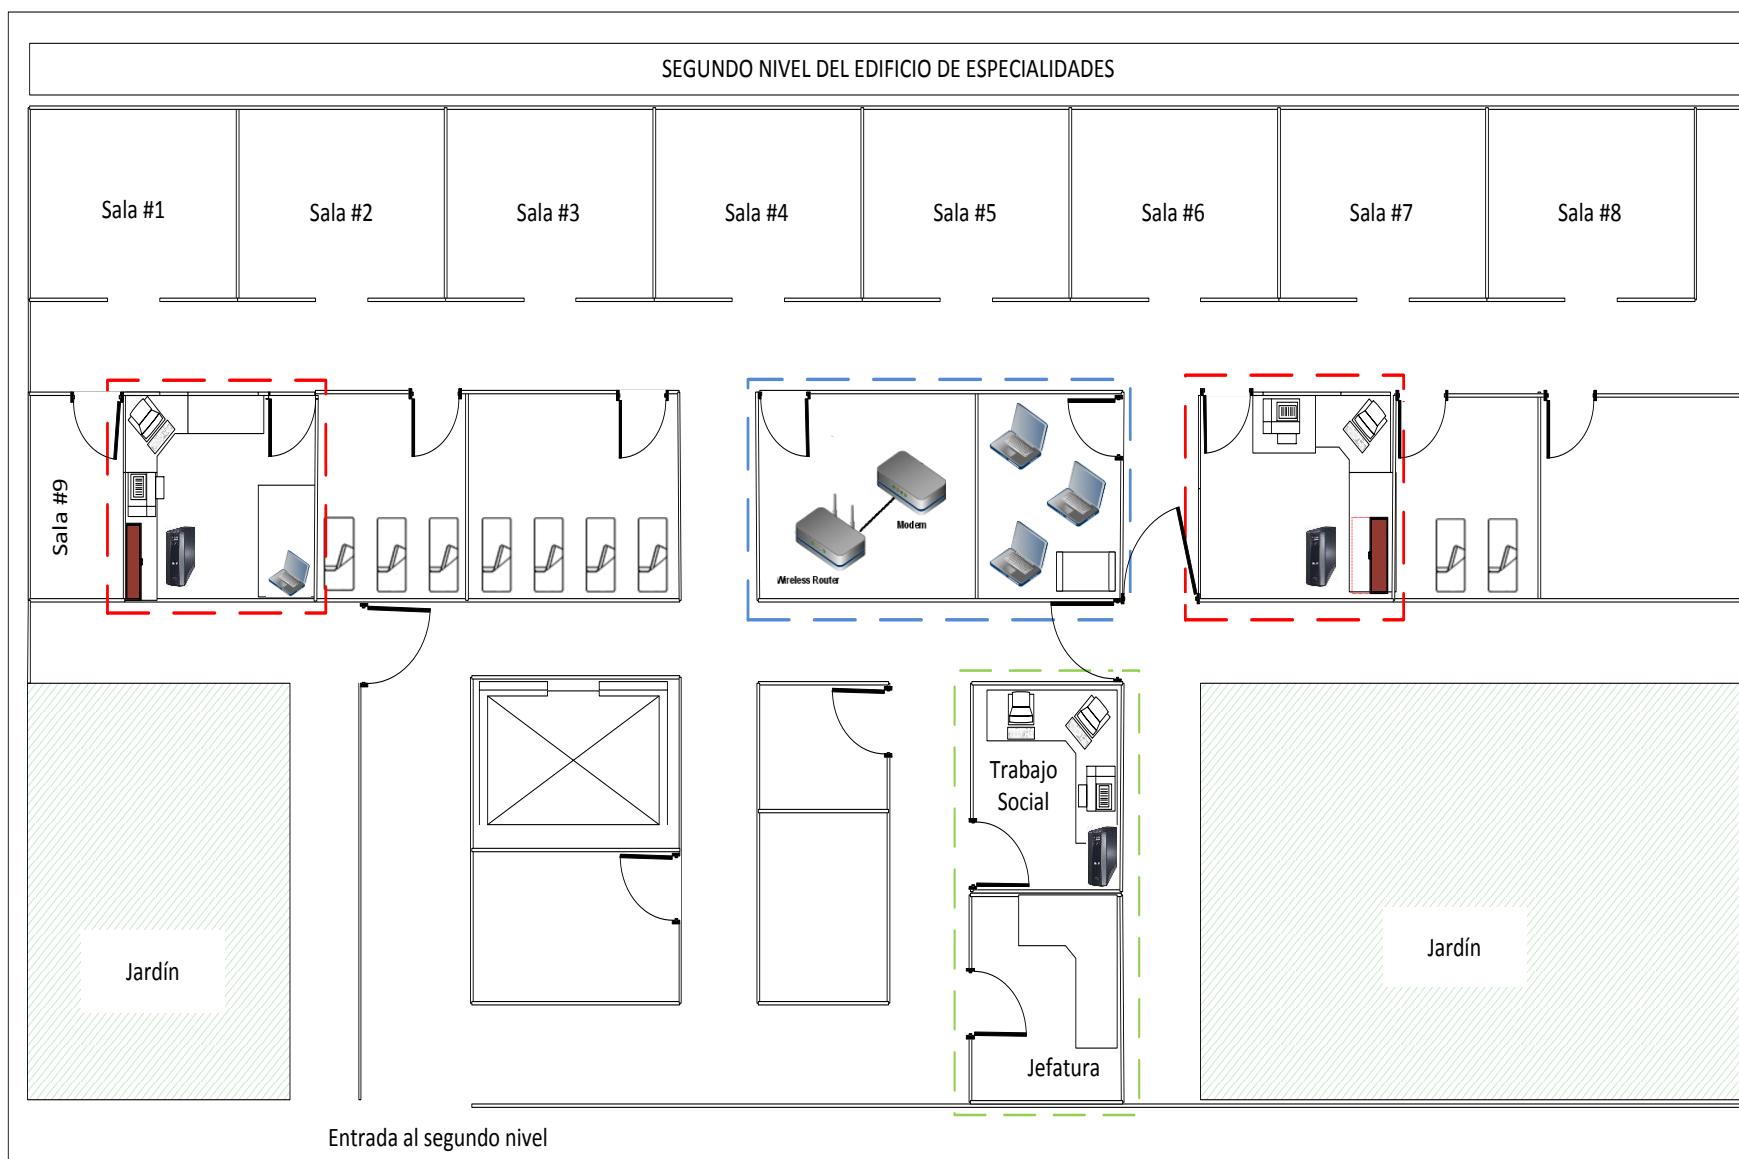 SEGUNDO NIVEL DEL EDIFICIO DE ESPECIALIDADES
Sala #1
Sala #2
Sala #3
Sala #4
Sala #5
Sala #6
Sala #7
Sala #8
Sala #9
Modem
Wireless Router
Trabajo
Social
Jardín
Jardín
Jefatura
Entrada al segundo nivel